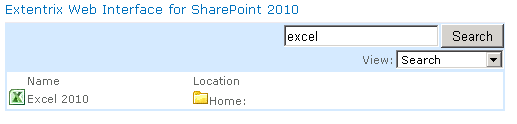 Extentrix Web Interface for SharePoint 2010
excel Search
View: Search
Name Location
Excel 2010 Home: